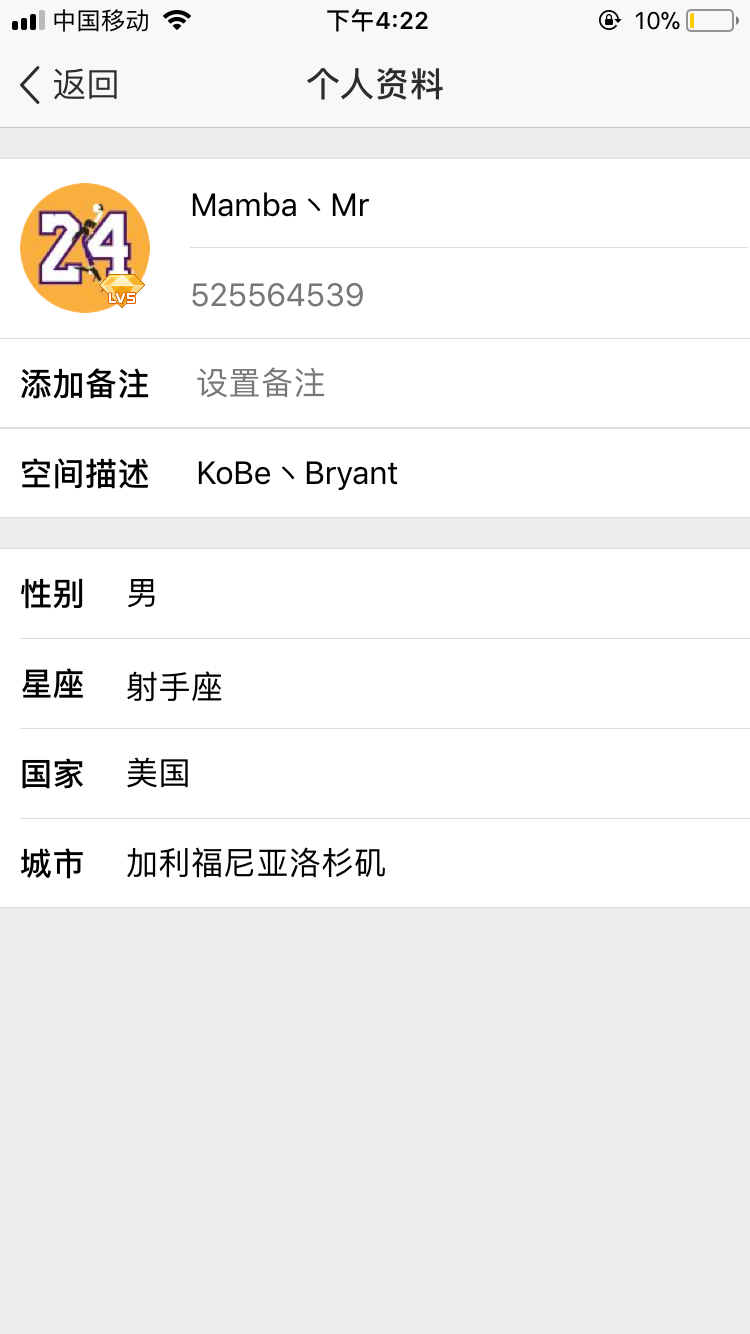 中国移动 下午4:22 10%
返回 个人资料
24
LV5
Mamba丶Mr
525564539
添加备注 设置备注
空间描述 KoBe丶Bryant
性别 男
星座 射手座
国家 美国
城市 加利福尼亚洛杉矶